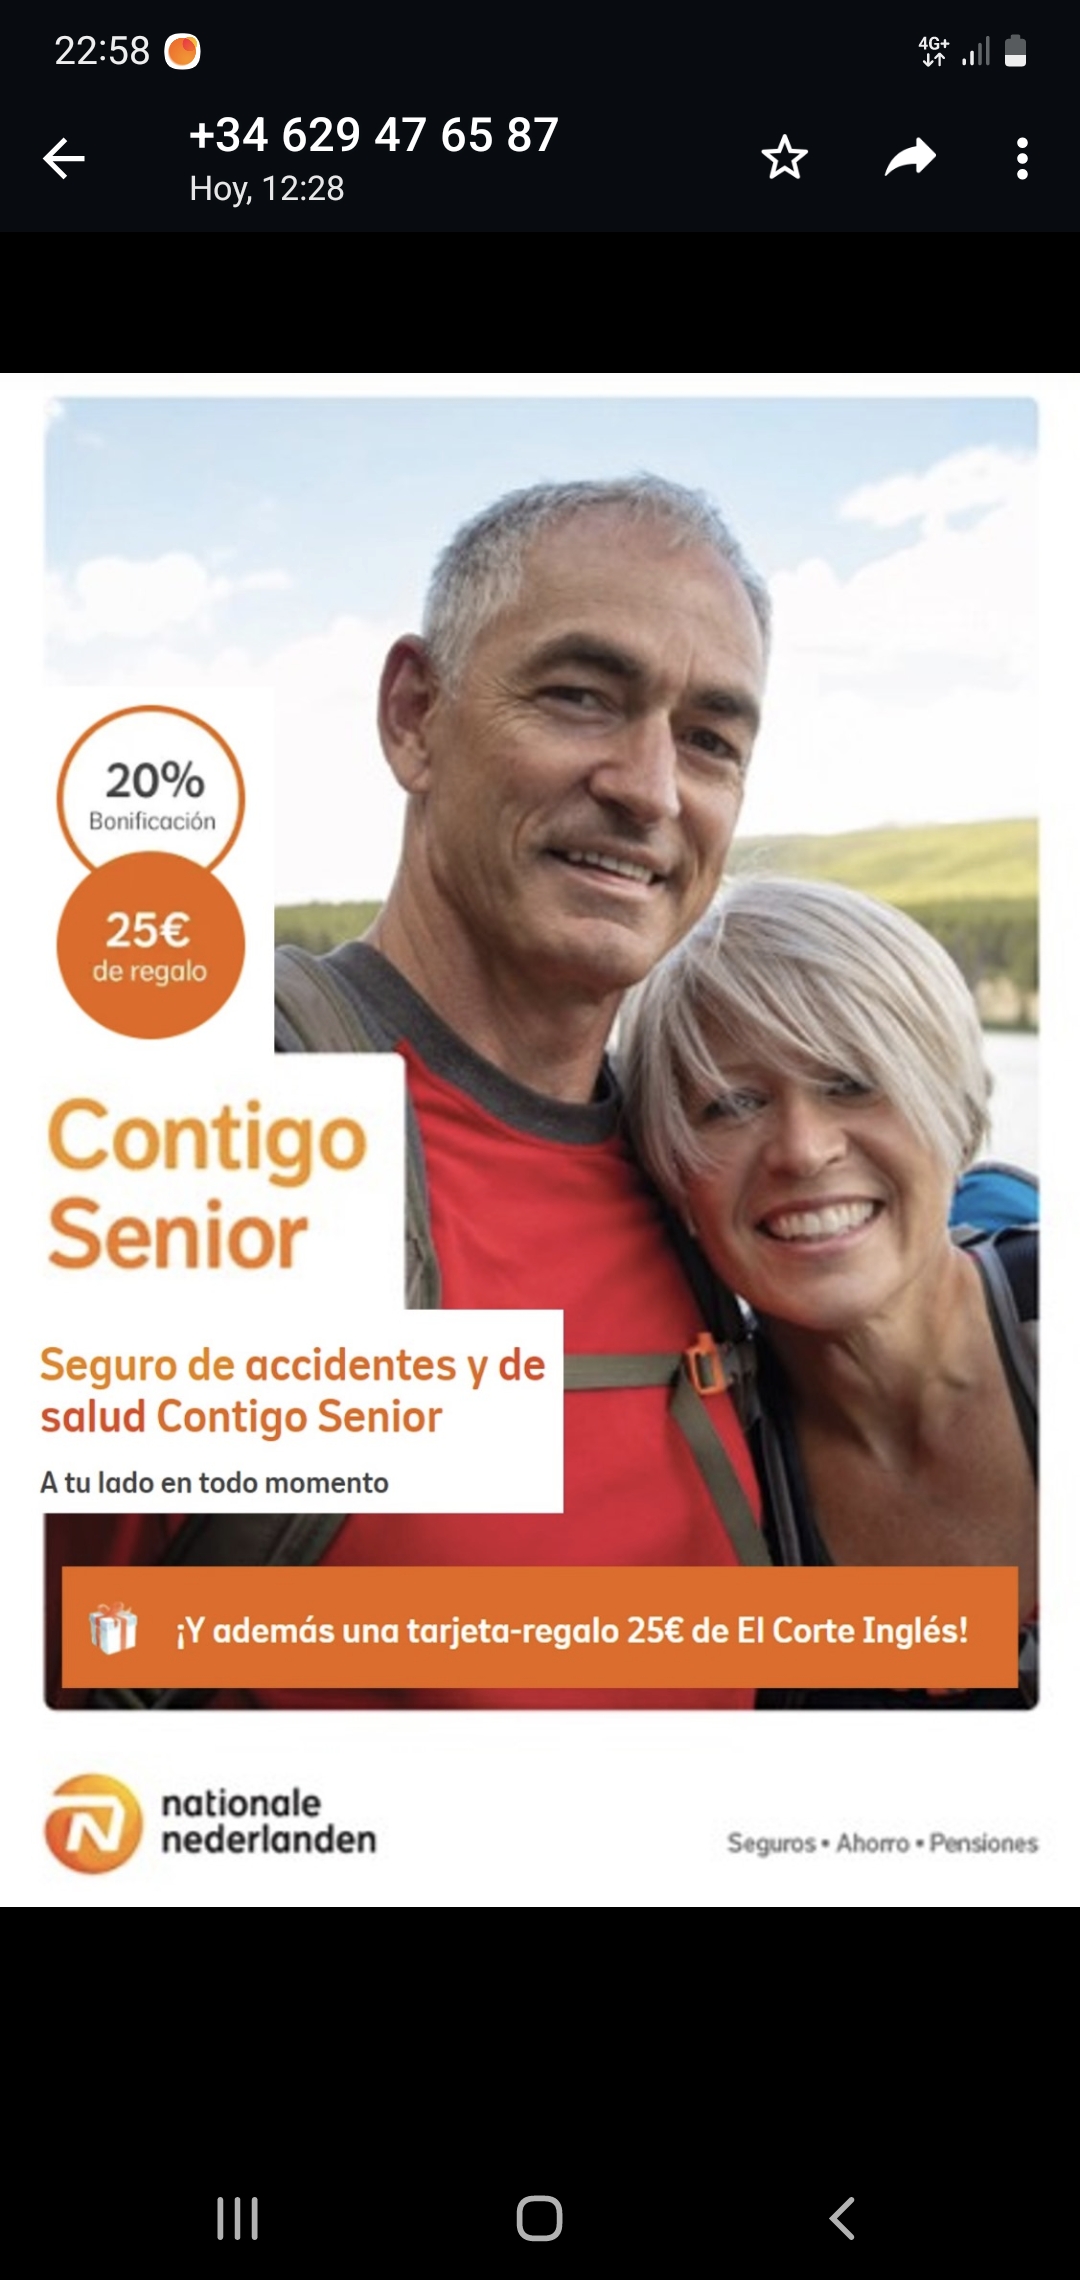 22:58
4G+
+34 629 47 65 87
Hoy, 12:28
20%
Bonificación
25€
de regalo
Contigo
Senior
Seguro de accidentes y de
salud Contigo Senior
A tu lado en todo momento
¡Y además una tarjeta-regalo 25€ de El Corte Inglés!
nationale
nederlanden
Seguros • Ahorro • Pensiones